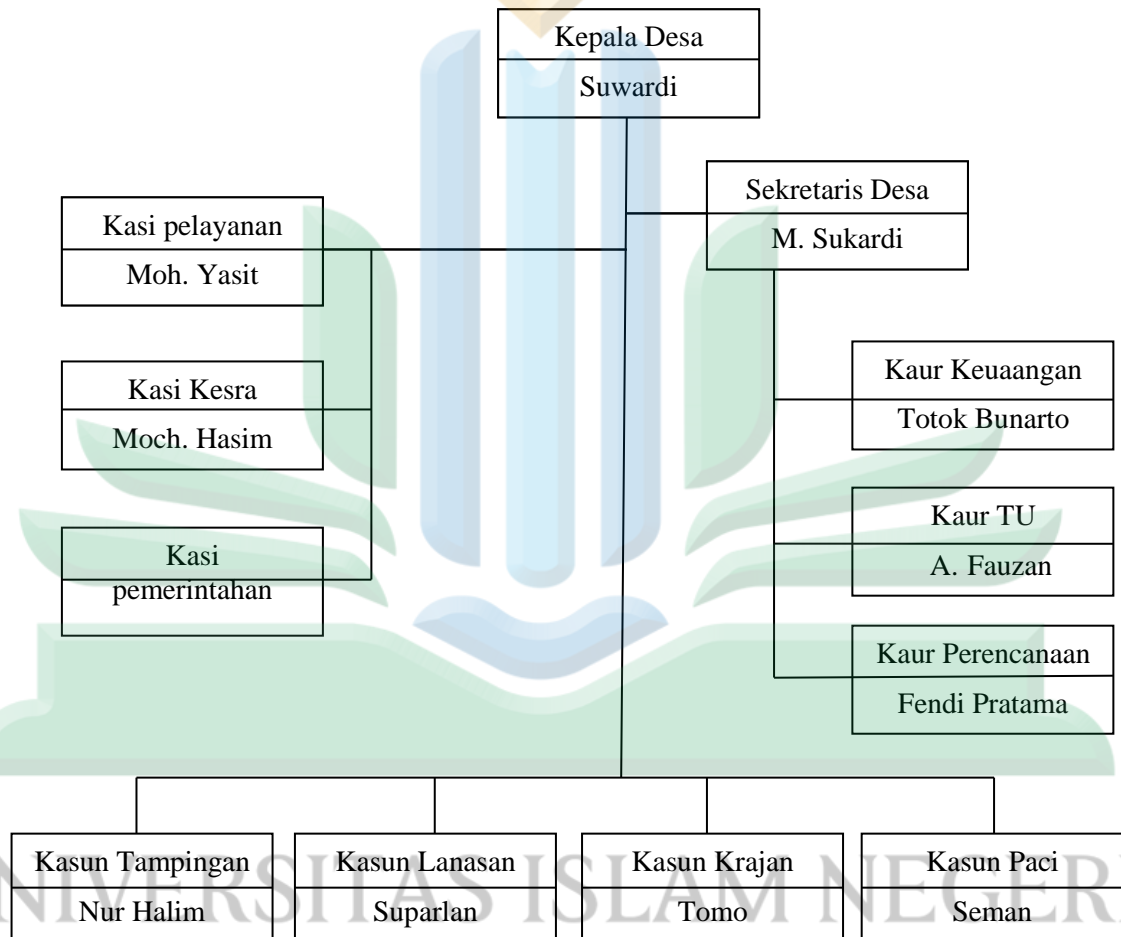 Kepala Desa
Suwardi
Sekretaris Desa
M. Sukardi
Kasi pelayanan
Moh. Yasit
Kasi Kesra
Moch. Hasim
Kasi
pemerintahan
Kaur Keuaangan
Totok Bunarto
Kaur TU
A. Fauzan
Kaur Perencanaan
Fendi Pratama
Kasun Tampingan
Nur Halim
Kasun Lanasan
Suparlan
Kasun Krajan
Tomo
Kasun Paci
Seman
UNIVERSITAS ISLAM NEGERI